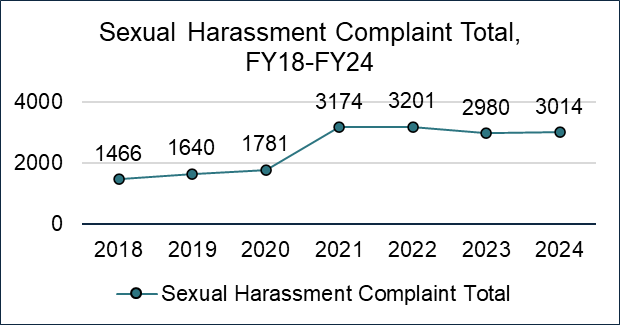 Sexual Harassment Complaint Total,
FY18-FY24
4000
2000
0
1466
1640
1781
3174
3201
2980
3014
2018 2019 2020 2021 2022 2023 2024
Sexual Harassment Complaint Total